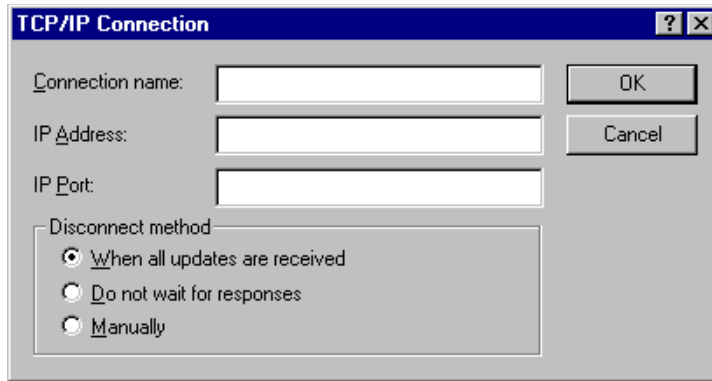 TCP/IP Connection
Connection name:
OK
IP Address:
Cancel
IP Port:
Disconnect method
When all updates are received
Do not wait for responses
Manually